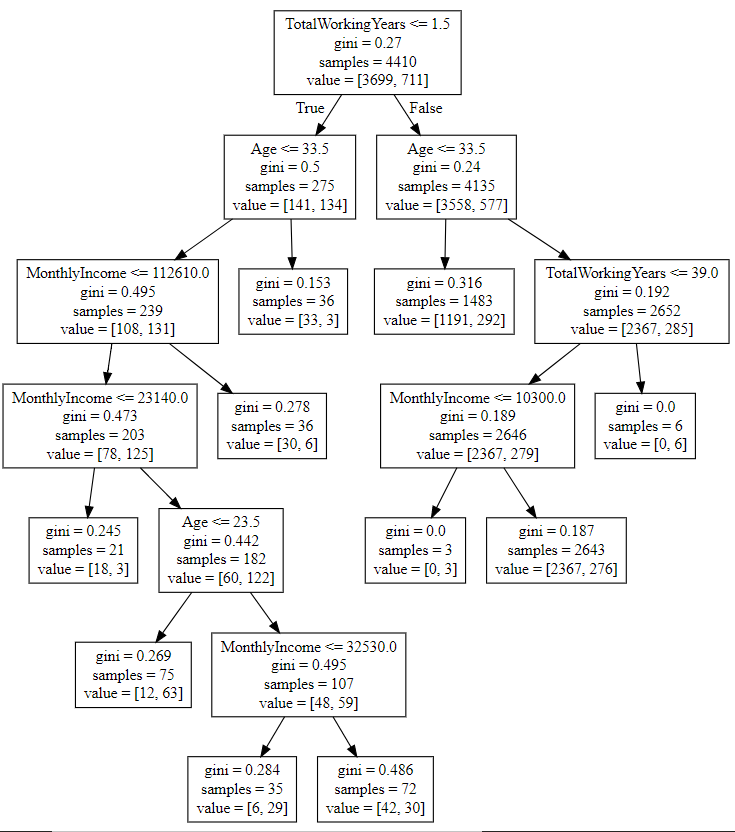 TotalWorkingYears <= 1.5
gini = 0.27
samples = 4410
value = [3699, 711]
True
False
Age <= 33.5
gini = 0.5
samples = 275
value = [141, 134]
Age <= 33.5
gini = 0.24
samples = 4135
value = [3558, 577]
MonthlyIncome <= 112610.0
gini = 0.495
samples = 239
value = [108, 131]
gini = 0.153
samples = 36
value = [33, 3]
gini = 0.316
samples = 1483
value = [1191, 292]
TotalWorkingYears <= 39.0
gini = 0.192
samples = 2652
value = [2367, 285]
MonthlyIncome <= 23140.0
gini = 0.473
samples = 203
value = [78, 125]
gini = 0.278
samples = 36
value = [30, 6]
MonthlyIncome <= 10300.0
gini = 0.189
samples = 2646
value = [2367, 279]
gini = 0.0
samples = 6
value = [0, 6]
gini = 0.245
samples = 21
value = [18, 3]
Age <= 23.5
gini = 0.442
samples = 182
value = [60, 122]
gini = 0.0
samples = 3
value = [0, 3]
gini = 0.187
samples = 2643
value = [2367, 276]
gini = 0.269
samples = 75
value = [12, 63]
MonthlyIncome <= 32530.0
gini = 0.495
samples = 107
value = [48, 59]
gini = 0.284
samples = 35
value = [6, 29]
gini = 0.486
samples = 72
value = [42, 30]